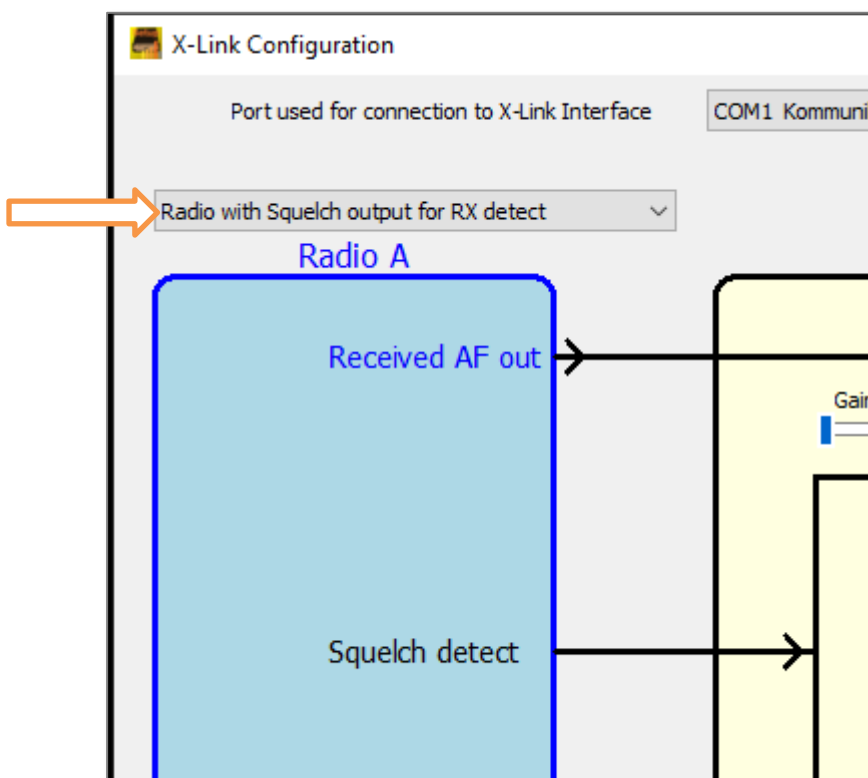 X-Link Configuration
Port used for connection to X-Link Interface
COM1 Kommuni
Radio with Squelch output for RX detect
Radio A
Received AF out
Gain
Squelch detect